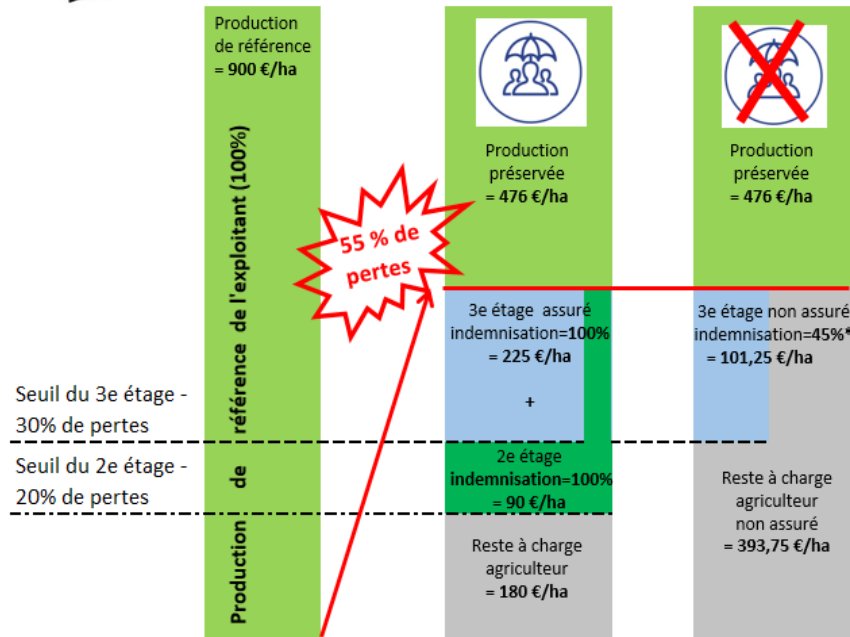 Production
de référence
= 900 €/ha
Production de référence de l'exploitant (100%)
55 % de
pertes
Production
préservée
= 476 €/ha
Production
préservée
= 476 €/ha
3e étage assuré
indemnisation=100%
= 225 €/ha
+
3e étage non assuré
indemnisation=45%*
= 101,25 €/ha
Seuil du 3e étage -
30% de pertes
Seuil du 2e étage -
20% de pertes
2e étage
indemnisation=100%
= 90 €/ha
Reste à charge
agriculteur
= 180 €/ha
Reste à charge
agriculteur
non assuré
= 393,75 €/ha